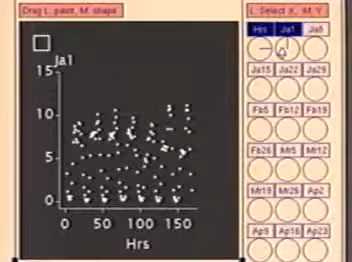 Drag L: paint, M: shape
L: Select X, M: Y
Ja1
15
10
5
0
0 50 100 150
Hrs
Hrs Ja1 Ja8
Ja15 Ja22 Ja29
Fb5 Fb12 Fb19
Fb26 Mr5 Mr12
Mr19 Mr26 Ap2
Ap9 Ap16 Ap23